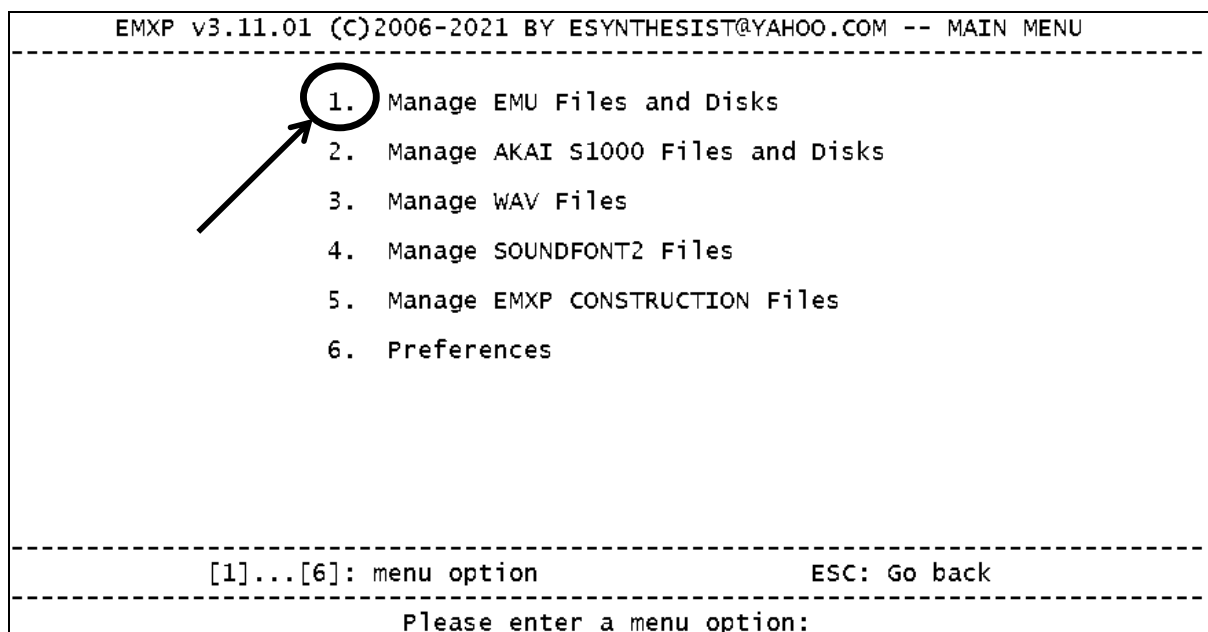 EMXP v3.11.01 (C)2006-2021 BY ESYNTHESIST@YAHOO.COM -- MAIN MENU
1. Manage EMU Files and Disks
2. Manage AKAI S1000 Files and Disks
3. Manage WAV Files
4. Manage SOUNDFONT2 Files
5. Manage EMXP CONSTRUCTION Files
6. Preferences
[1]...[6]: menu option ESC: Go back
Please enter a menu option: